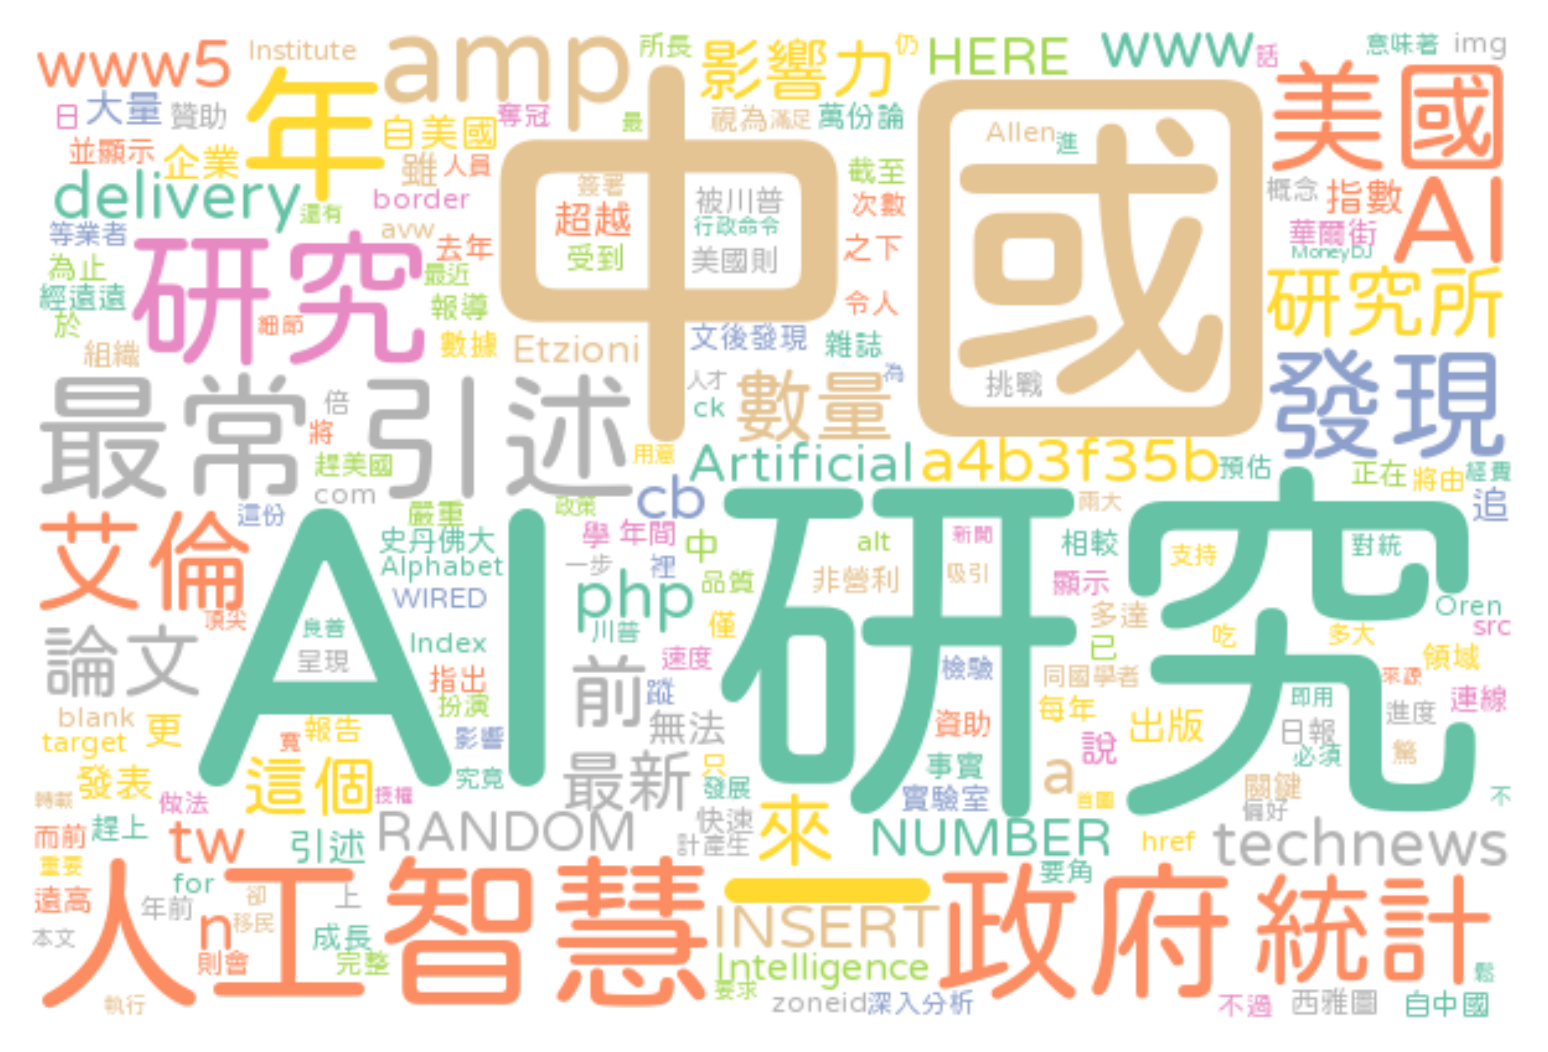 www5
Institute
amp
所長
影響力
仍
HERE
www
話
意味著
img
日
大量
贊助
年
自美國
奪冠
最
視為
滿足
萬份論
Allen
進
美國
並顯示
企業
雖
人員
中國
截至
概念
指數
AI
delivery
還有
border
簽署
超越
被川普
行政命令
次數
等業者
avw
去年
受到
美國則
之下
華爾街
MoneyDJ
為止
研究
最近
研究所
經遠遠
報導
令人
於
細節
組織
數據
Etzioni
文後發現
雜誌
發現
最常引述
倍
將
人才
ck
數量
為
挑戰
趕美國
用意
Artificial
a4b3f35b
預估
正在
將由
經費
com
cb
追
艾倫
這份
嚴重
政策
AI研究
兩大
史丹佛大
學
年間
中
alt
新聞
相較
支持
對統
Alphabet
一步
裡
品質
非營利
吸引
顯示
WIRED
php
川普
僅
多達
Oren
src
頂尖
良善
Index
吃
多大
論文
呈現
指出
前
速度
檢驗
已
同國學者
領域
來源
蹤
扮演
即用
連線
blank
target
更
報告
寬
影響
無法
資助
每年
出版
說
日報
進度
必須
驚
發表
這個
究竟
最新
只
發展
事實
a
關鍵
轉載
做法
授權
實驗室
首圖
偏好
不
而前
趕上
tw
引述
RANDOM
快速
計產生
來
NUMBER
href
technews
重要
for
卻
上
要角
人工智慧
一
政府
統計
遠高
年前
n
移民
INSERT
本文
成長
則會
完整
Intelligence
鬆
要求
執行
zoneid
深入分析
不過
西雅圖
自中國